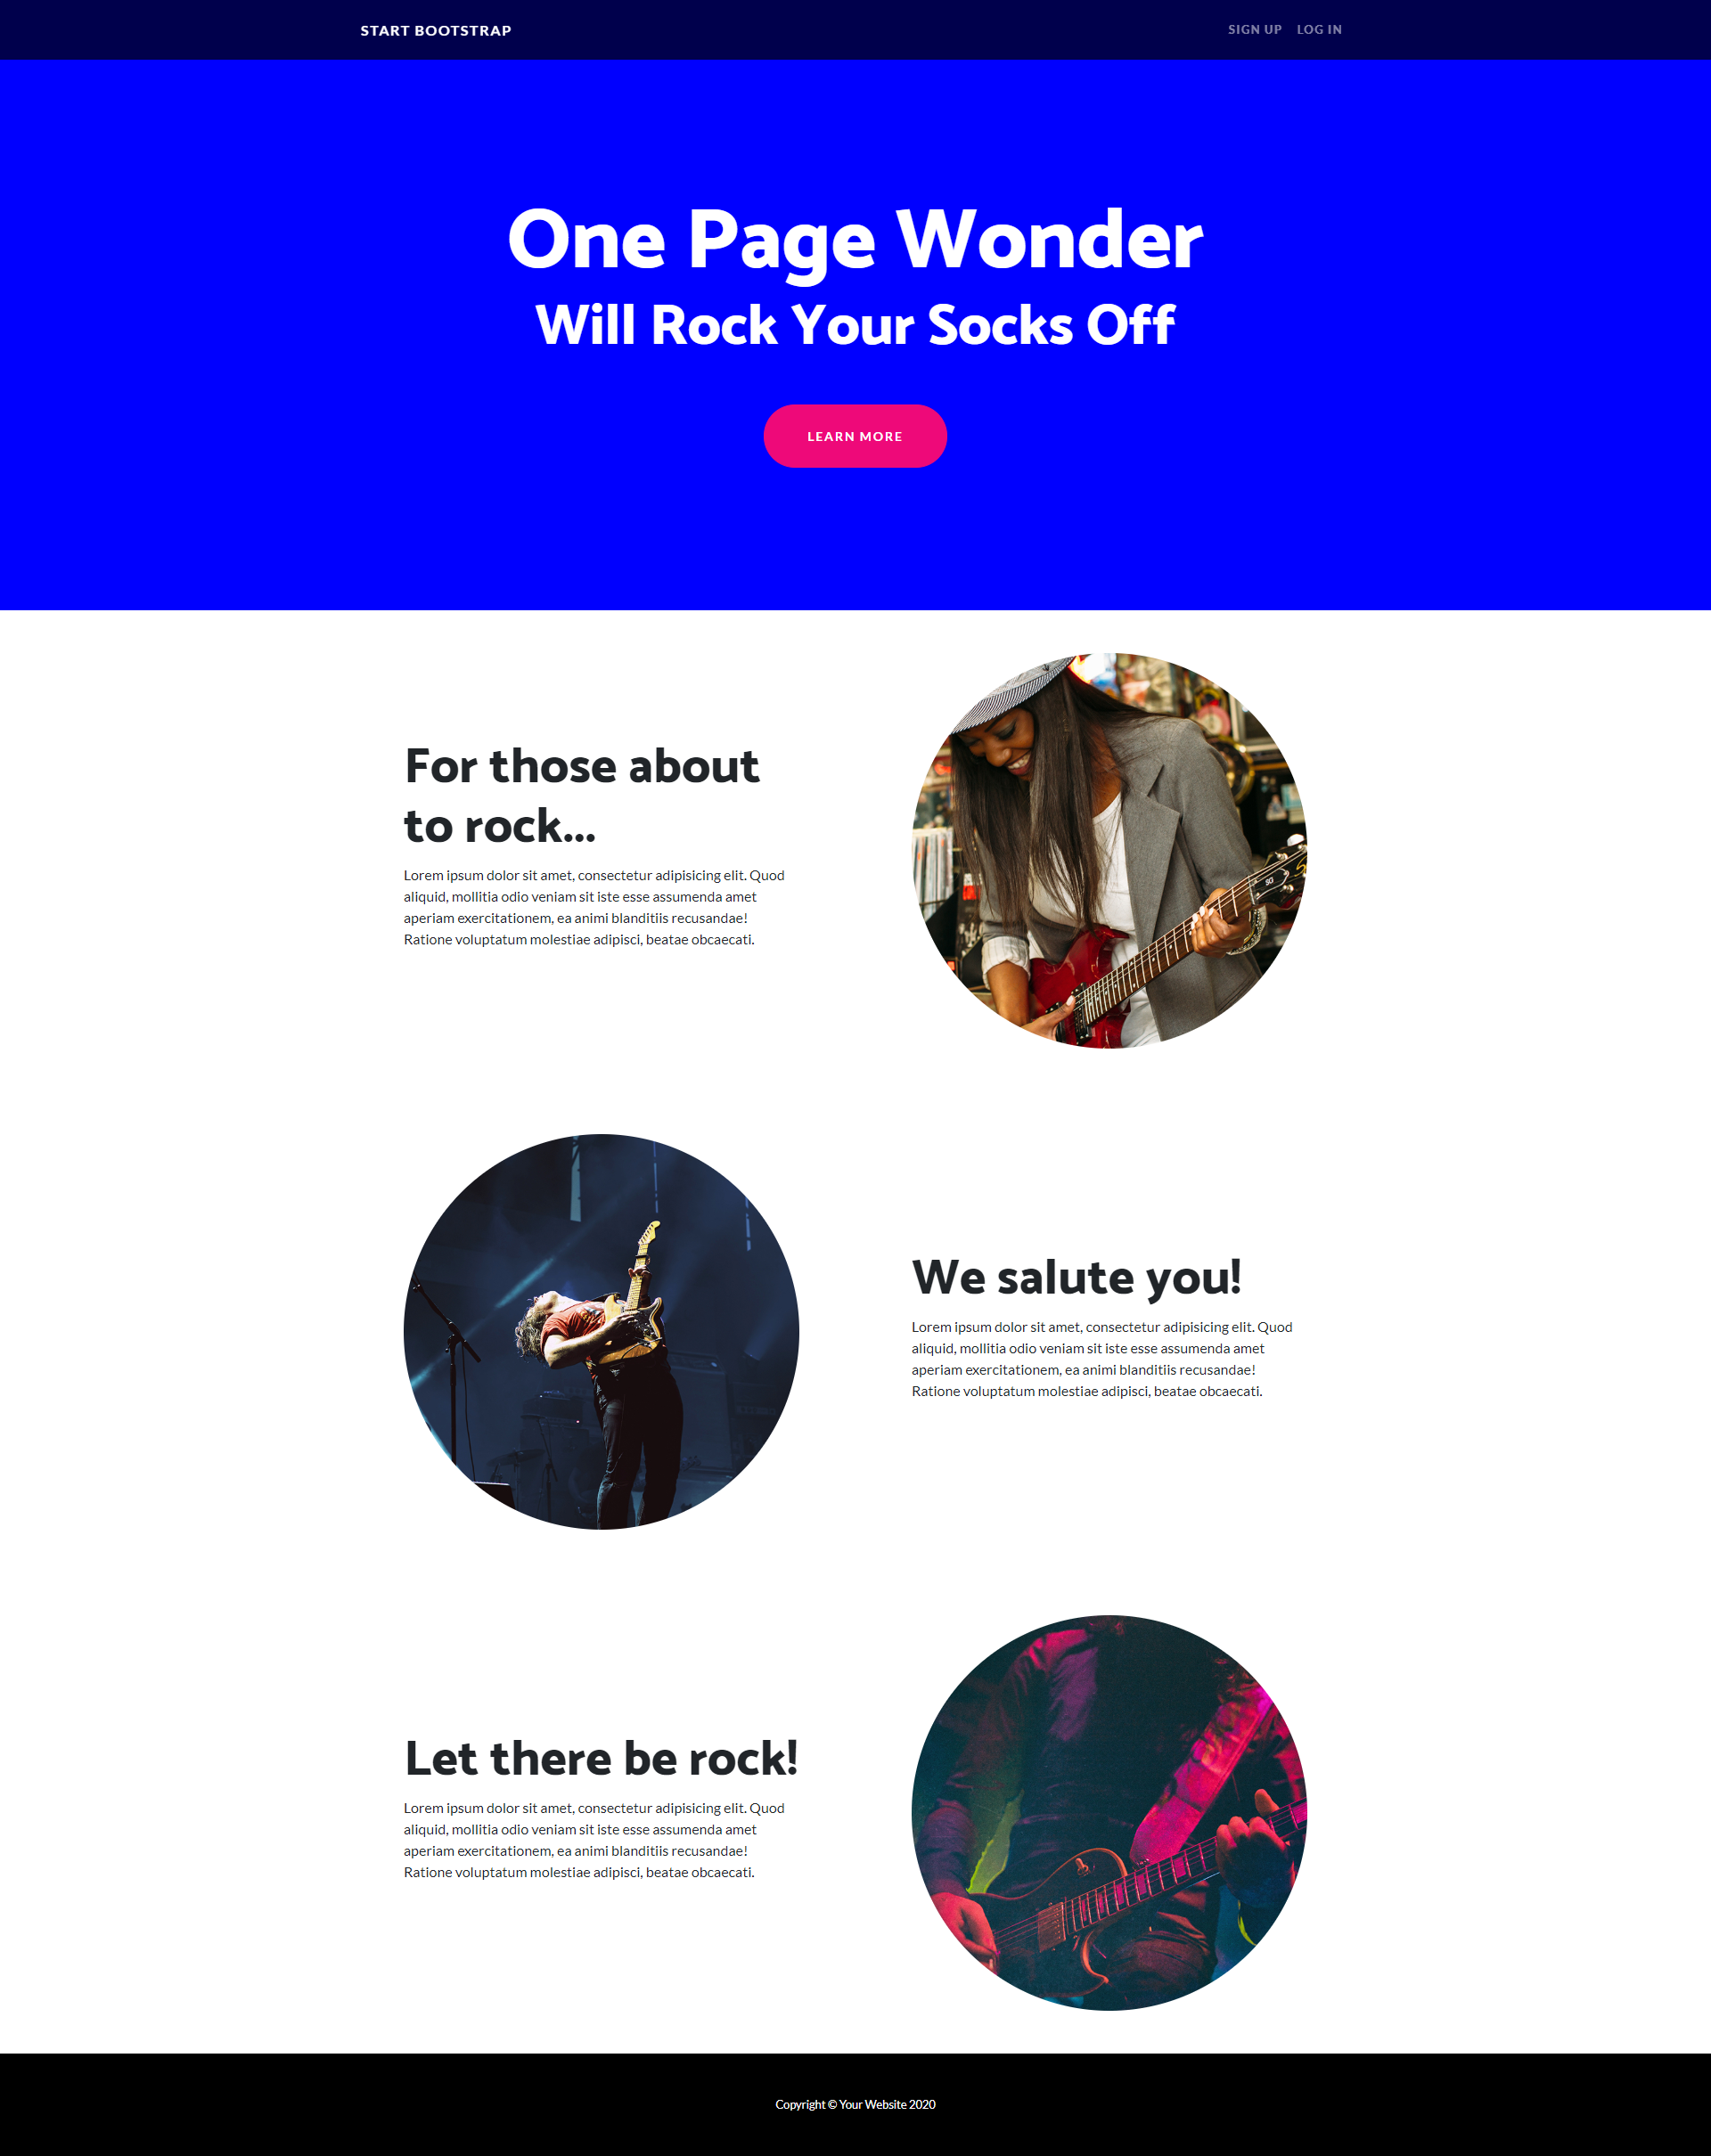 START BOOTSTRAP
SIGN UP LOG IN
One Page Wonder
Will Rock Your Socks Off
LEARN MORE
For those about
to rock...
Lorem ipsum dolor sit amet, consectetur adipisicing elit. Quod
aliquid, mollitia odio veniam sit iste esse assumenda amet
aperiam exercitationem, ea animi blanditiis recusandae!
Ratione voluptatum molestiae adipisci, beatae obcaecati.
SG
We salute you!
Lorem ipsum dolor sit amet, consectetur adipisicing elit. Quod
aliquid, mollitia odio veniam sit iste esse assumenda amet
aperiam exercitationem, ea animi blanditiis recusandae!
Ratione voluptatum molestiae adipisci, beatae obcaecati.
Let there be rock!
Lorem ipsum dolor sit amet, consectetur adipisicing elit. Quod
aliquid, mollitia odio veniam sit iste esse assumenda amet
aperiam exercitationem, ea animi blanditiis recusandae!
Ratione voluptatum molestiae adipisci, beatae obcaecati.
Copyright © Your Website 2020